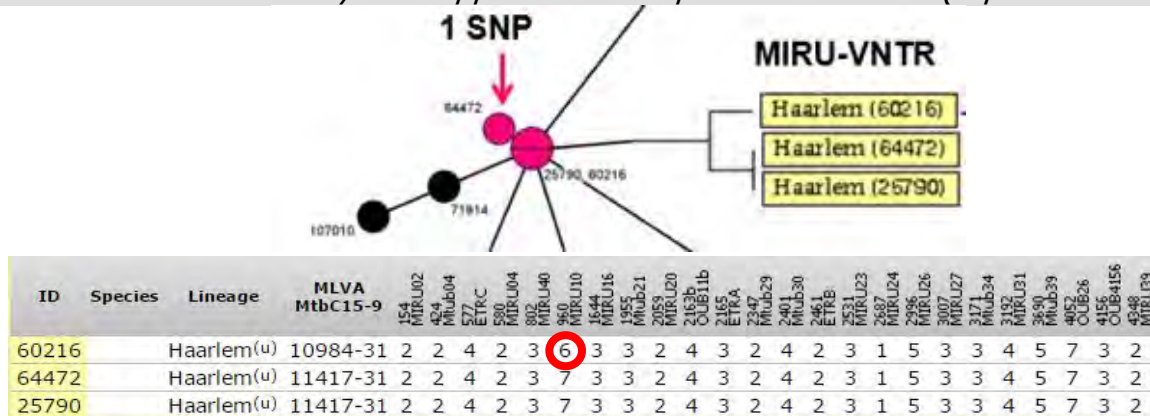 1 SNP
MIRU-VNTR
64472
Haarlem (60216)
Haarlem (64472)
Haarlem (26790)
25790, 60216
71914
107010
ID Species Lineage MLVA MtbC15-9 154 MIRU02 424 Mtub04 577 ETRC 580 MIRU04 802 MIRU40 960 MIRU10 1644 MIRU16 1955 Mtub21 2059 MIRU20 2163b QUB11b 2165 ETRA 2347 Mtub29 2401 Mtub30 2461 ETRB 2531 MIRU23 2687 MIRU24 2996 MIRU26 3007 MIRU27 3171 Mtub34 3192 MIRU31 3690 Mtub39 4052 QUB26 4156 QUB4156 4348 MIRU39
60216 Haarlem(u) 10984-31 2 2 4 2 3 6 3 3 2 4 3 2 4 2 3 1 5 3 3 4 5 7 3 2
64472 Haarlem(u) 11417-31 2 2 4 2 3 7 3 3 2 4 3 2 4 2 3 1 5 3 3 4 5 7 3 2
25790 Haarlem(u) 11417-31 2 2 4 2 3 7 3 3 2 4 3 2 4 2 3 1 5 3 3 4 5 7 3 2